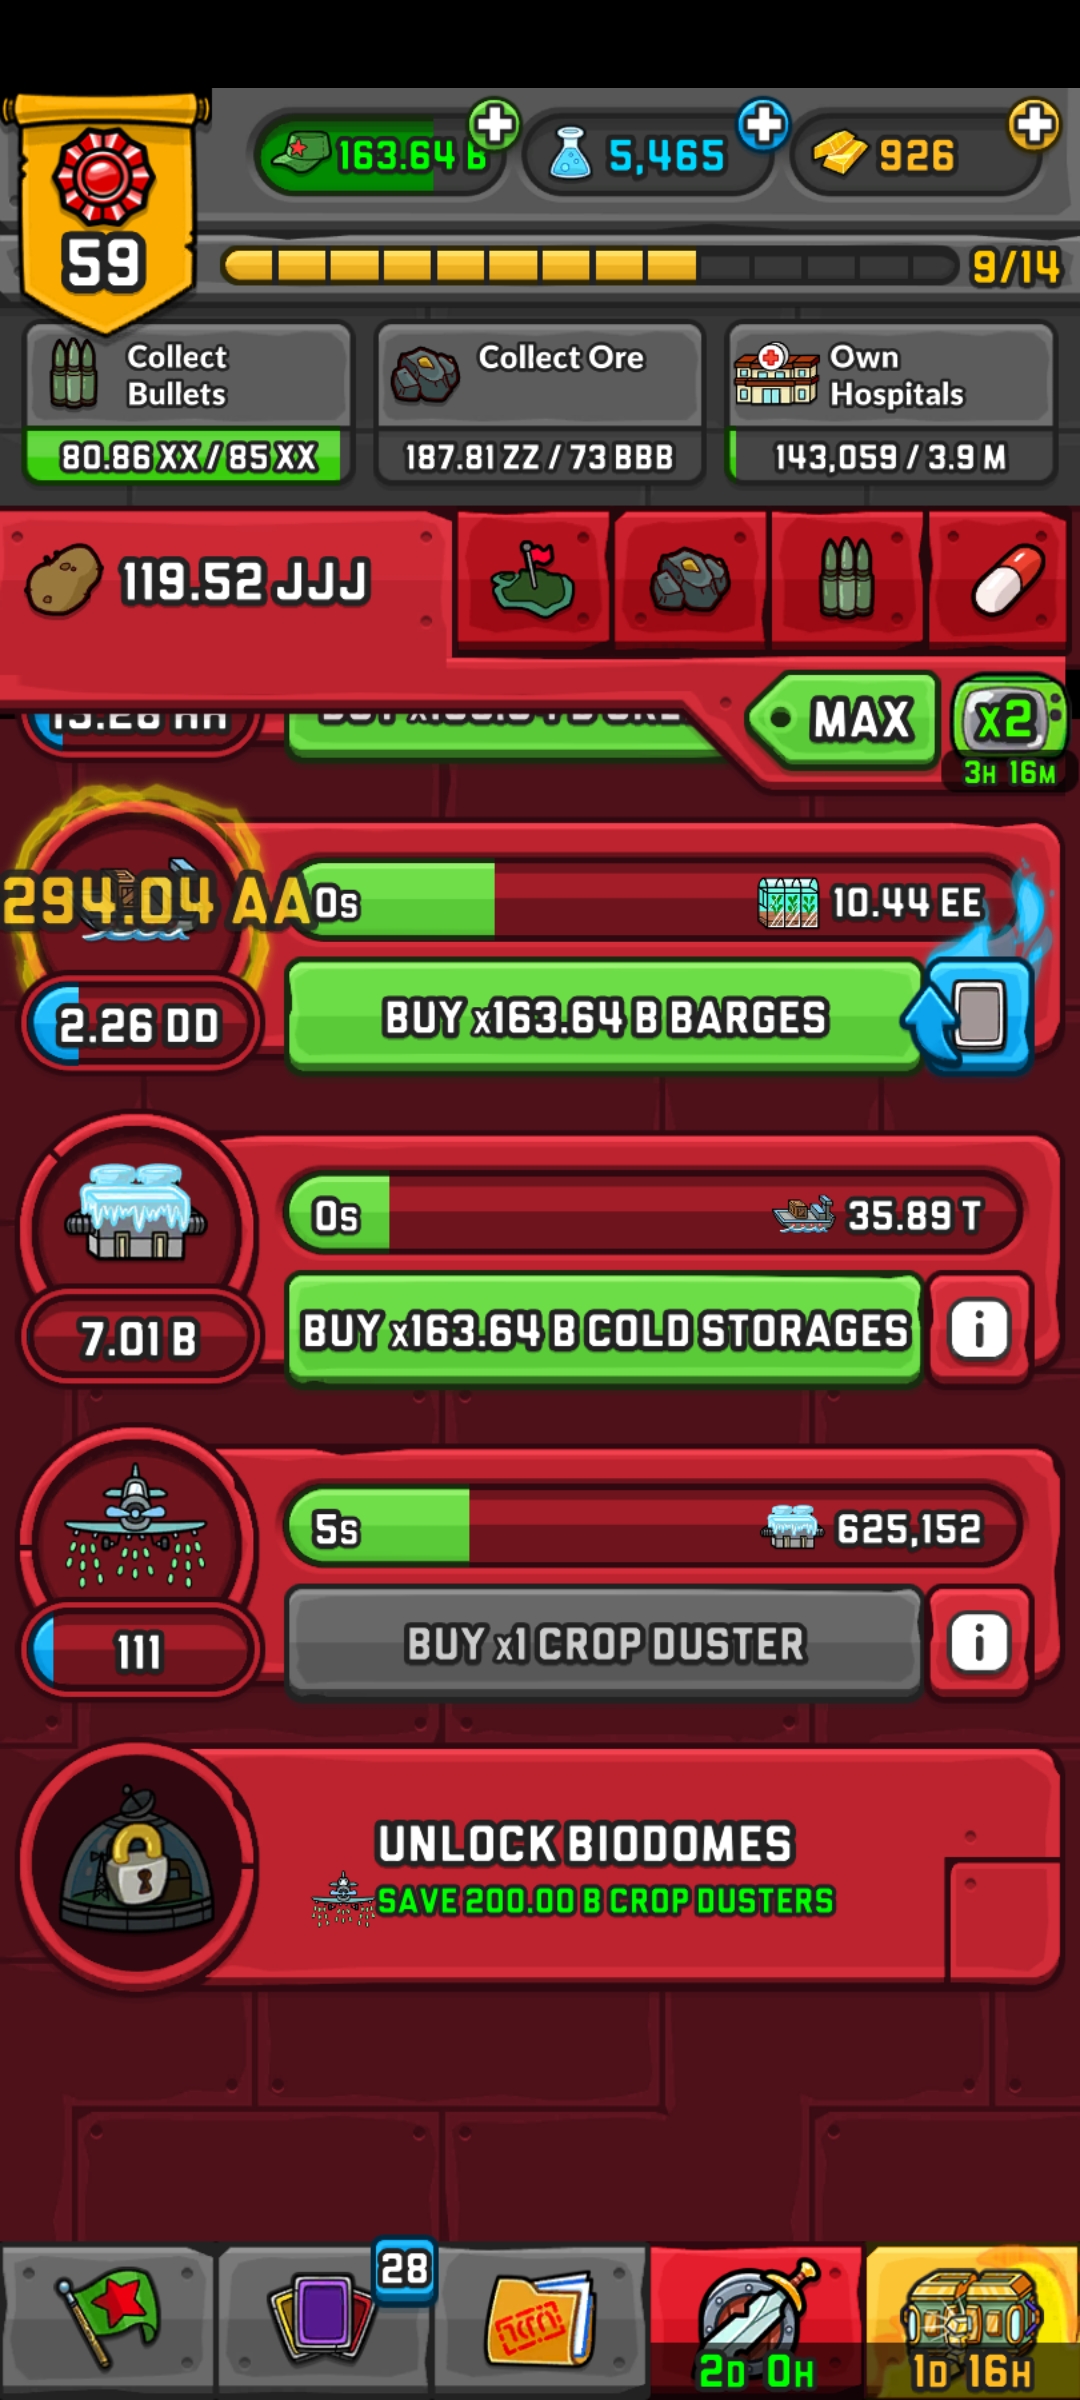 59
163.64 B
5,465
926
9/14
Collect
Bullets
80.86 XX / 85 XX
Collect Ore
187.81 ZZ / 73 BBB
Own
Hospitals
143,059 / 3.9 M
119.52 JJJ
MAX
x2
3H 16M
294.04 AA
0s
10.44 EE
2.26 DD
BUY x163.64 B BARGES
0s
35.89 T
7.01 B
BUY x163.64 B COLD STORAGES
i
5s
625,152
111
BUY x1 CROP DUSTER
i
UNLOCK BIODOMES
SAVE 200.00 B CROP DUSTERS
28
2D 0H
1D 16H